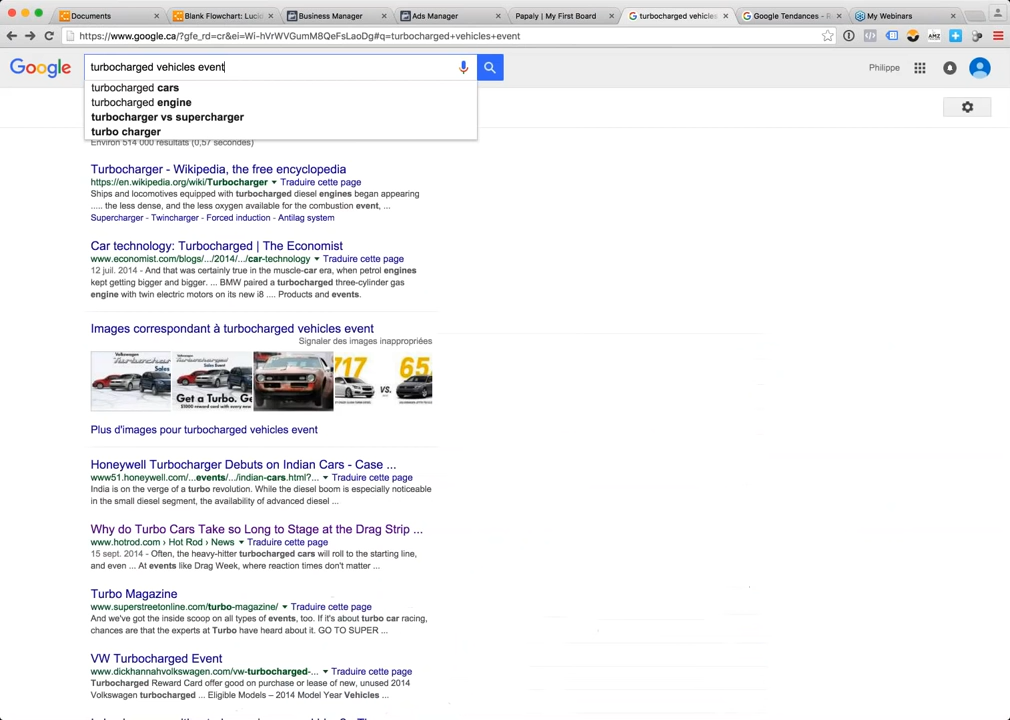 Documents
Blank Flowchart: Lucid
Business Manager
Ads Manager
Papaly | My First Board
turbocharged vehicles
Google Tendances - R
My Webinars
https://www.google.ca/?gfe_rd=cr&ei=Wi-hVrWVGumM8QeFsLaoDg#q=turbocharged+vehicles+event
Google
turbocharged vehicles event
Philippe
turbocharged cars
turbocharged engine
turbocharger vs supercharger
turbo charger
Environ 514 000 résultats (0,57 secondes)
Turbocharger - Wikipedia, the free encyclopedia
https://en.wikipedia.org/wiki/Turbocharger ▾ Traduire cette page
Ships and locomotives equipped with turbocharged diesel engines began appearing
..... the less dense, and the less oxygen available for the combustion event, ...
Supercharger - Twincharger - Forced induction - Antilag system
Car technology: Turbocharged | The Economist
www.economist.com/blogs/.../2014/.../car-technology ▾ Traduire cette page
12 juil. 2014 - And that was certainly true in the muscle-car era, when petrol engines
kept getting bigger and bigger. ... BMW paired a turbocharged three-cylinder gas
engine with twin electric motors on its new i8 .... Products and events.
Images correspondant à turbocharged vehicles event
Signaler des images inappropriées
Sales
Get a Turbo. Ge
717
VS.
65
Plus d'images pour turbocharged vehicles event
Honeywell Turbocharger Debuts on Indian Cars - Case ...
www51.honeywell.com/...events/.../indian-cars.html?... ▾ Traduire cette page
India is on the verge of a turbo revolution. While the diesel boom is especially noticeable
in the small diesel segment, the availability of advanced diesel ...
Why do Turbo Cars Take so Long to Stage at the Drag Strip ...
www.hotrod.com › Hot Rod › News ▾ Traduire cette page
15 sept. 2014 - Often, the heavy-hitter turbocharged cars will roll to the starting line,
and even ... At events like Drag Week, where reaction times don't matter ...
Turbo Magazine
www.superstreetonline.com/turbo-magazine/ ▾ Traduire cette page
And we've got the inside scoop on all types of events, too. If it's about turbo car racing,
chances are that the experts at Turbo have heard about it. GO TO SUPER ...
VW Turbocharged Event
www.dickhannahvolkswagen.com/vw-turbocharged-... ▾ Traduire cette page
Turbocharged Reward Card offer good on purchase or lease of new, unused 2014
Volkswagen turbocharged ... Eligible Models – 2014 Model Year Vehicles ...